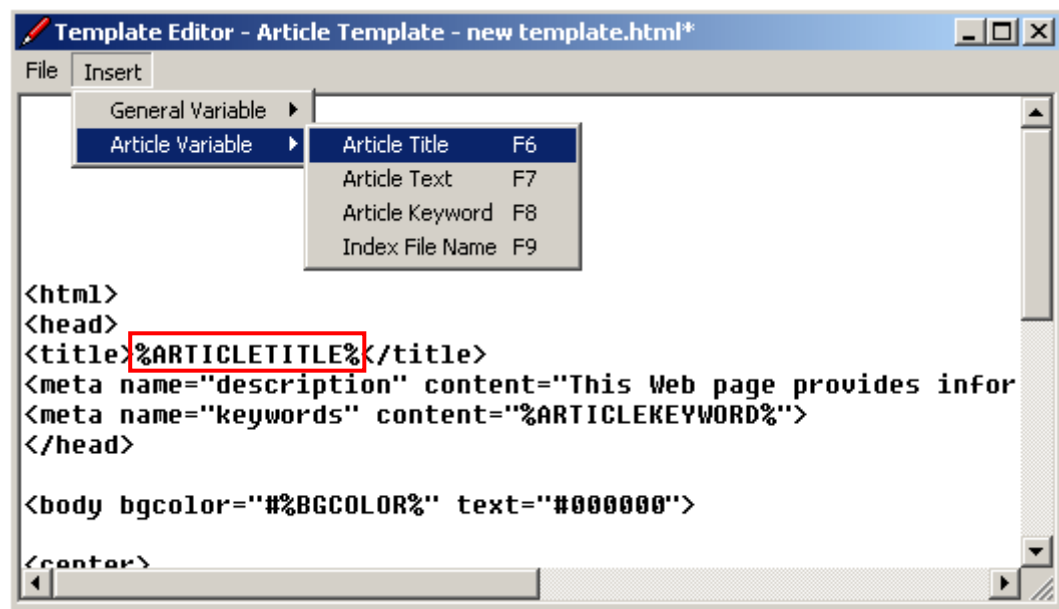 Template Editor - Article Template - new template.html*
File Insert
General Variable
Article Variable
Article Title F6
Article Text F7
Article Keyword F8
Index File Name F9
<html>
<head>
<title>%ARTICLETITLE%</title>
<meta name="description" content="This Web page provides infor
<meta name="keywords" content="%ARTICLEKEYWORD%">
</head>
<body bgcolor="#%BGCOLOR%" text="#000000">
<center>